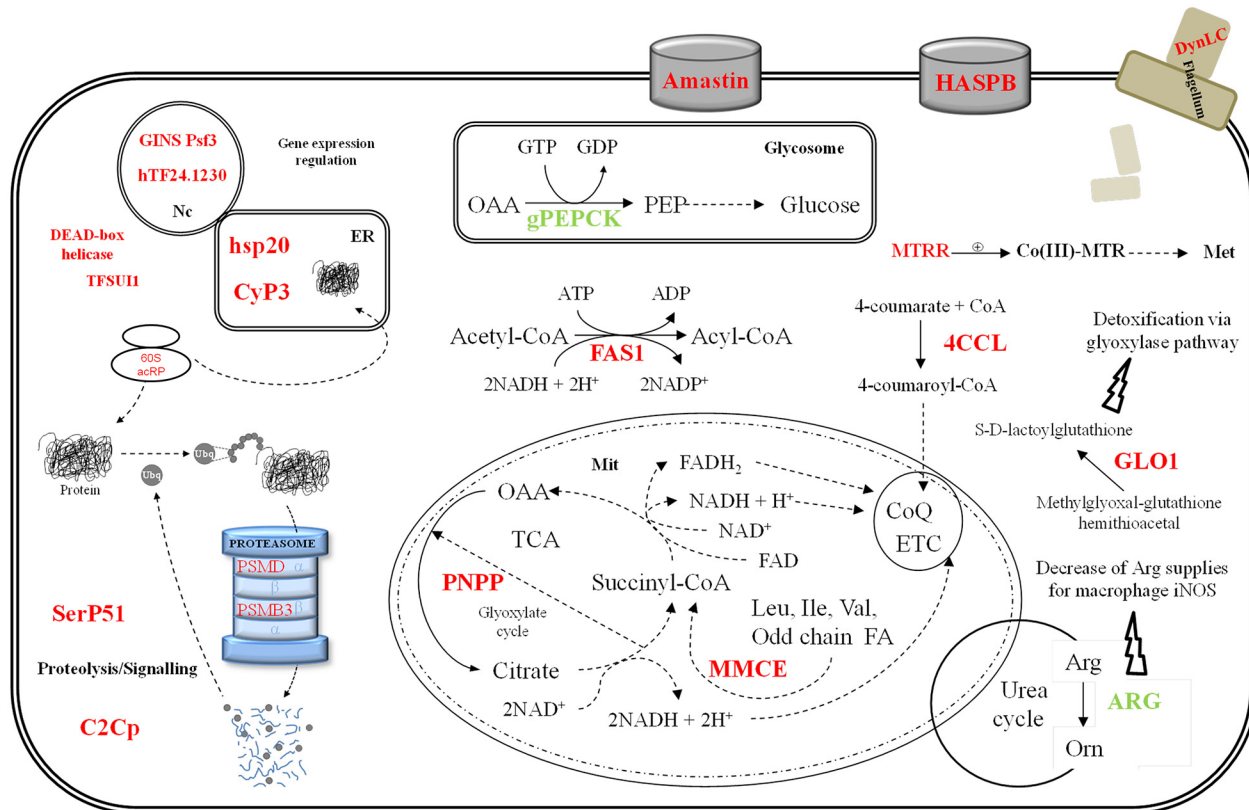 Amastin
HASPB
DynLC
Flagellum
GINS Psf3
hTF24.1230
Nc
Gene expression
regulation
DEAD-box
helicase
TFSUI1
hsp20
CyP3
ER
60S
acRP
Protein
Ubq
Ubq
PROTEASOME
PSMD α
β
PSMB3 β
α
SerP51
Proteolysis/Signalling
C2Cp
GTP
GDP
Glycosome
OAA
PEP
Glucose
gPEPCK
ATP
ADP
Acetyl-CoA
Acyl-CoA
FAS1
2NADH + 2H⁺
2NADP⁺
MTRR
⊕
Co(III)-MTR
Met
4-coumarate + CoA
4CCL
4-coumaroyl-CoA
Detoxification via
glyoxylase pathway
S-D-lactoylglutathione
GLO1
Methylglyoxal-glutathione
hemithioacetal
Mit
FADH₂
OAA
NADH + H⁺
NAD⁺
FAD
TCA
CoQ
ETC
PNPP
Succinyl-CoA
Glyoxylate
cycle
Leu, Ile, Val,
Odd chain FA
MMCE
Citrate
2NAD⁺
2NADH + 2H⁺
Decrease of Arg supplies
for macrophage iNOS
Arg
Urea
cycle
ARG
Orn